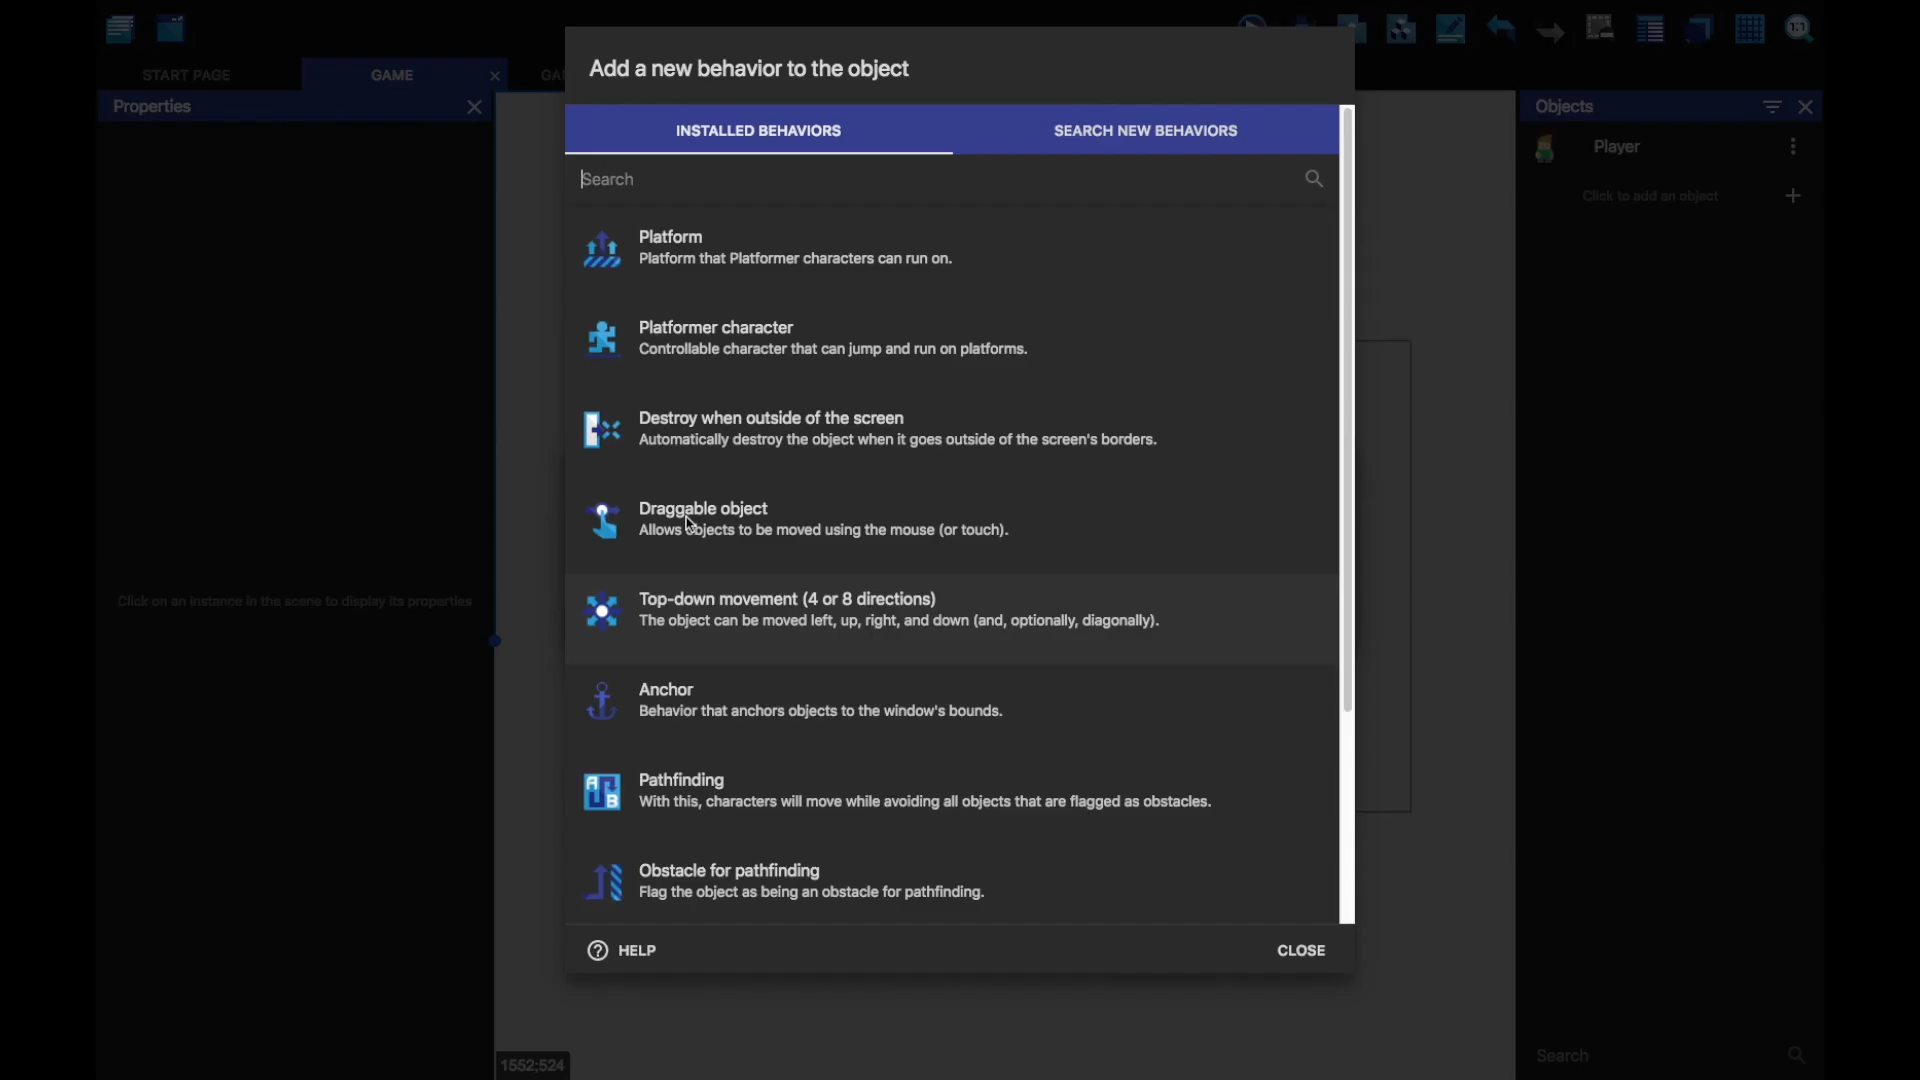 START PAGE
GAME
Properties
Click on an instance in the scene to display its properties
Add a new behavior to the object
INSTALLED BEHAVIORS
SEARCH NEW BEHAVIORS
Search
Platform
Platform that Platformer characters can run on.
Platformer character
Controllable character that can jump and run on platforms.
Destroy when outside of the screen
Automatically destroy the object when it goes outside of the screen's borders.
Draggable object
Allows objects to be moved using the mouse (or touch).
Top-down movement (4 or 8 directions)
The object can be moved left, up, right, and down (and, optionally, diagonally).
Anchor
Behavior that anchors objects to the window's bounds.
Pathfinding
With this, characters will move while avoiding all objects that are flagged as obstacles.
Obstacle for pathfinding
Flag the object as being an obstacle for pathfinding.
HELP
CLOSE
1552;524
1:1
Objects
Player
Click to add an object
Search